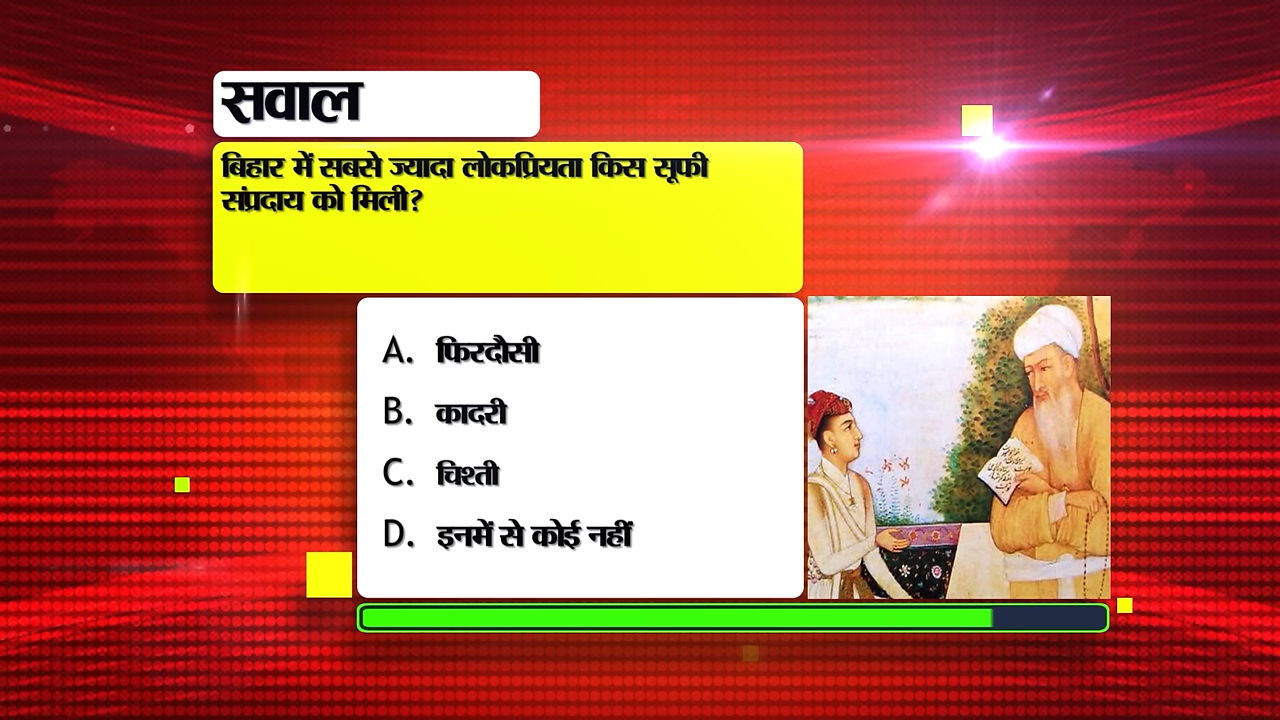 सवाल
बिहार में सबसे ज्यादा लोकप्रियता किस सूफी
संप्रदाय को मिली?
A. फिरदौसी
B. कादरी
C. चिश्ती
D. इनमें से कोई नहीं